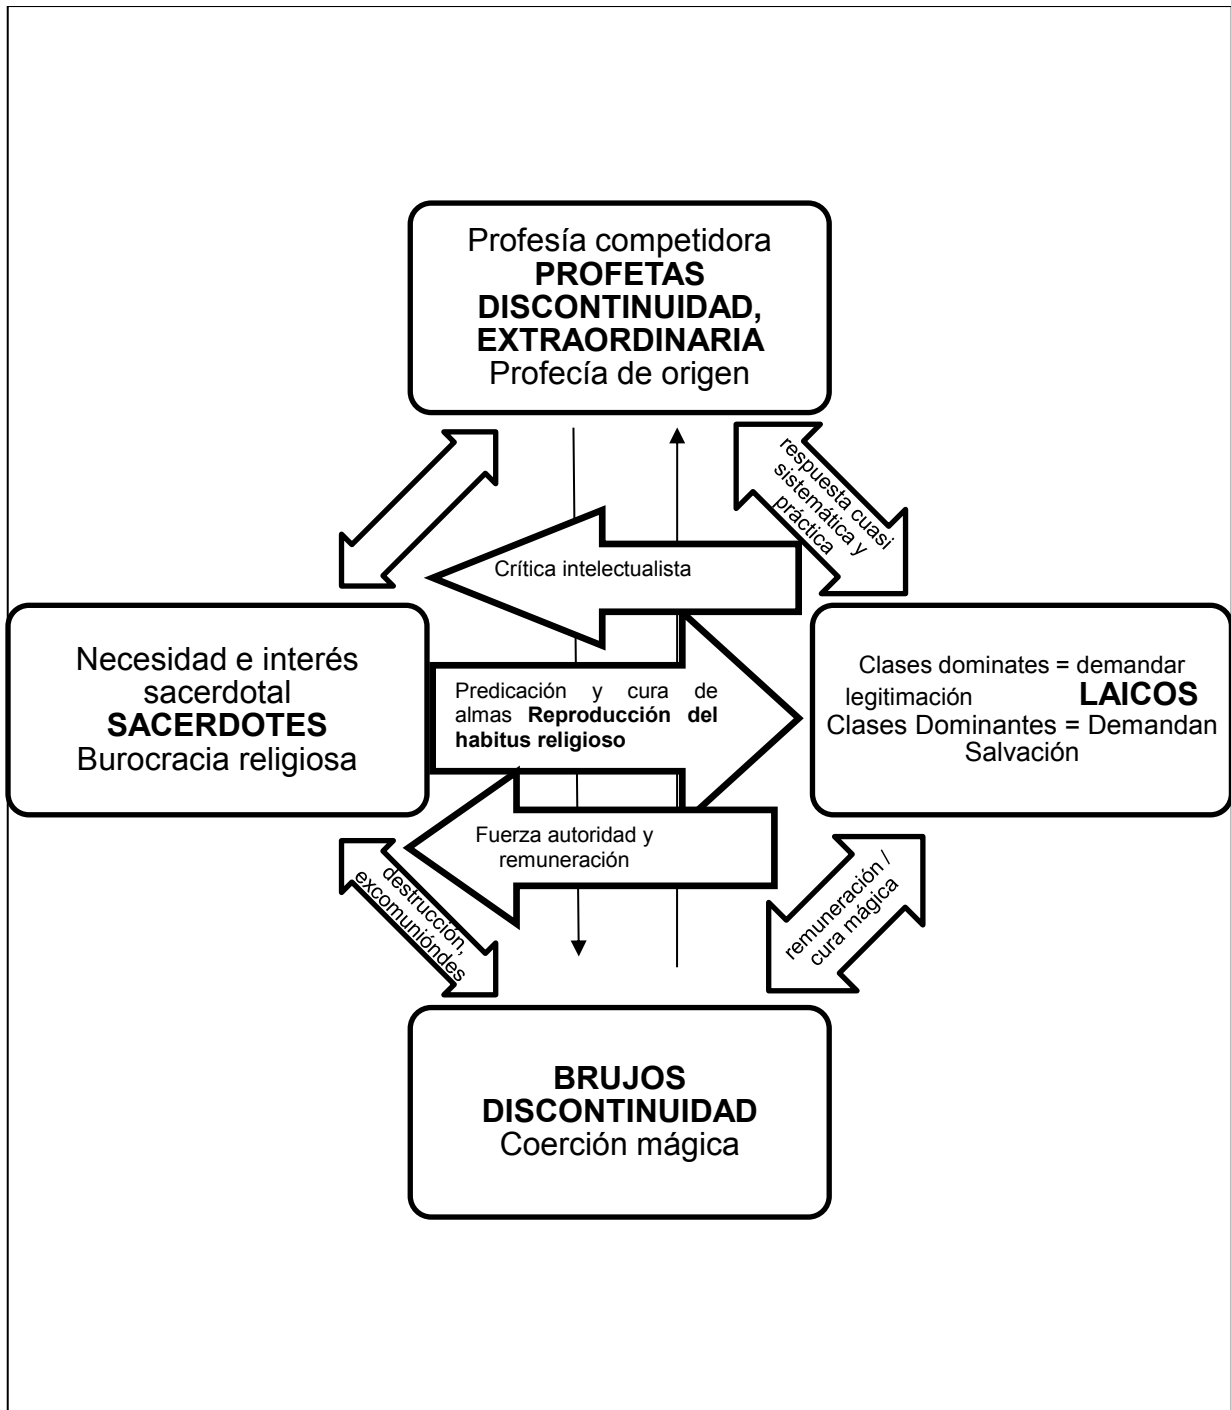 Profesía competidora
PROFETAS
DISCONTINUIDAD,
EXTRAORDINARIA
Profecía de origen
respuesta cuasi
sistemática y
práctica
Crítica intelectualista
Necesidad e interés
sacerdotal
SACERDOTES
Burocracia religiosa
Predicación y cura de
almas Reproducción del
habitus religioso
Clases dominates = demandar
legitimación LAICOS
Clases Dominantes = Demandan
Salvación
Fuerza autoridad y
remuneración
destrucción,
excomunióndes
remuneración /
cura mágica
BRUJOS
DISCONTINUIDAD
Coerción mágica